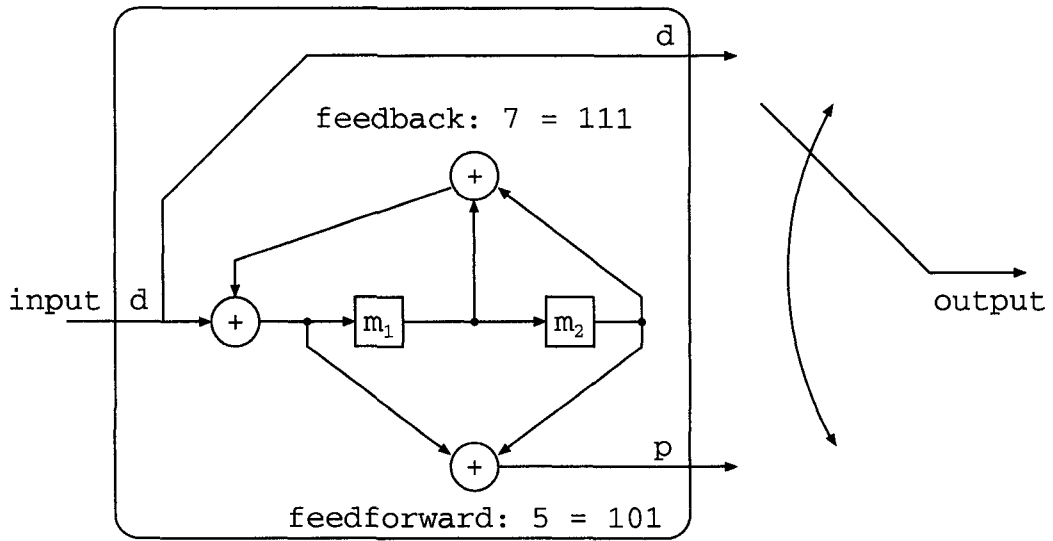 d
feedback: 7 = 111
+
input d
+
m₁
m₂
output
+
p
feedforward: 5 = 101